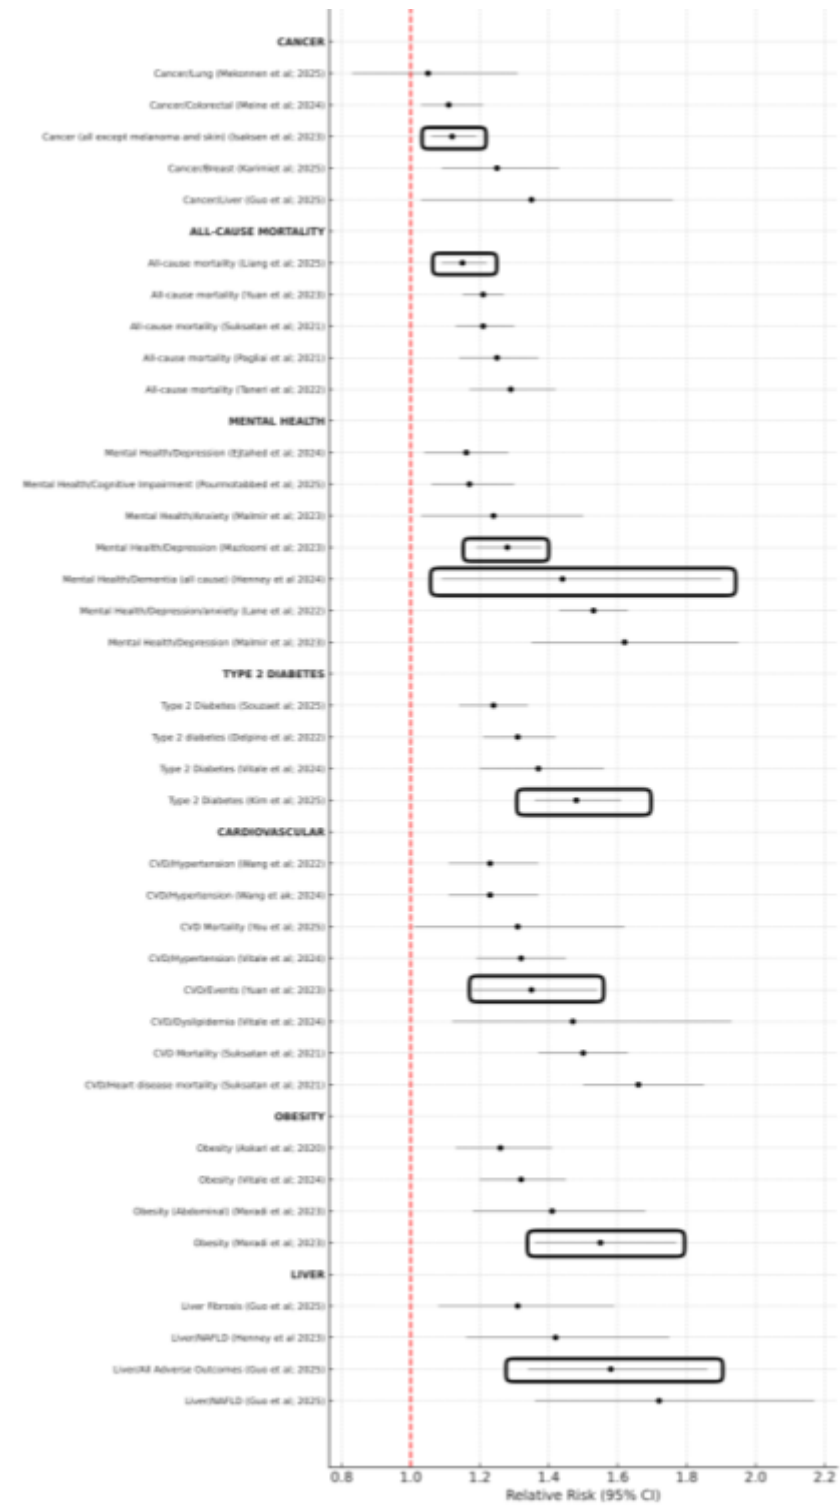 CANCER
Cancer/Lung (Mekonnen et al; 2025)
Cancer/Colorectal (Meine et al; 2024)
Cancer (all except melanoma and skin) (Isaksen et al; 2023)
Cancer/Breast (Karimiet al; 2025)
Cancer/Liver (Guo et al; 2025)
ALL-CAUSE MORTALITY
All-cause mortality (Liang et al; 2025)
All-cause mortality (Yuan et al; 2023)
All-cause mortality (Suksatan et al; 2021)
All-cause mortality (Pagliai et al; 2021)
All-cause mortality (Taneri et al; 2022)
MENTAL HEALTH
Mental Health/Depression (Ejtahed et al; 2024)
Mental Health/Cognitive Impairment (Pourmotabbed et al; 2025)
Mental Health/Anxiety (Malmir et al; 2023)
Mental Health/Depression (Mazloomi et al; 2023)
Mental Health/Dementia (all cause) (Henney et al 2024)
Mental Health/Depression/anxiety (Lane et al; 2022)
Mental Health/Depression (Malmir et al; 2023)
TYPE 2 DIABETES
Type 2 Diabetes (Souzaet al; 2025)
Type 2 diabetes (Delpino et al; 2022)
Type 2 Diabetes (Vitale et al; 2024)
Type 2 Diabetes (Kim et al; 2025)
CARDIOVASCULAR
CVD/Hypertension (Wang et al; 2022)
CVD/Hypertension (Wang et ak; 2024)
CVD Mortality (You et al; 2025)
CVD/Hypertension (Vitale et al; 2024)
CVD/Events (Yuan et al; 2023)
CVD/Dyslipidemia (Vitale et al; 2024)
CVD Mortality (Suksatan et al; 2021)
CVD/Heart disease mortality (Suksatan et al; 2021)
OBESITY
Obesity (Askari et al; 2020)
Obesity (Vitale et al; 2024)
Obesity (Abdominal) (Moradi et al; 2023)
Obesity (Moradi et al; 2023)
LIVER
Liver Fibrosis (Guo et al; 2025)
Liver/NAFLD (Henney et al 2023)
Liver/All Adverse Outcomes (Guo et al; 2025)
Liver/NAFLD (Guo et al; 2025)
0.8 1.0 1.2 1.4 1.6 1.8 2.0 2.2
Relative Risk (95% CI)